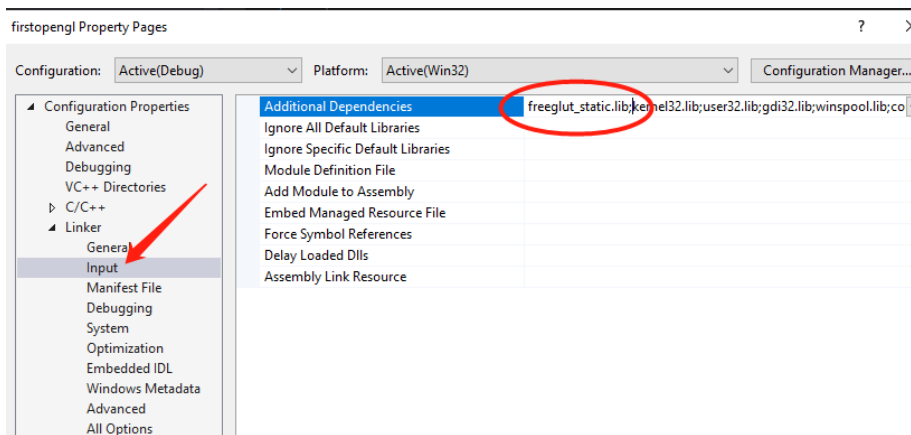 firstopengl Property Pages
?
Configuration: Active(Debug) Platform: Active(Win32) Configuration Manager...
Configuration Properties
General
Advanced
Debugging
VC++ Directories
C/C++
Linker
General
Input
Manifest File
Debugging
System
Optimization
Embedded IDL
Windows Metadata
Advanced
All Options
Additional Dependencies freeglut_static.lib;kernel32.lib;user32.lib;gdi32.lib;winspool.lib;co
Ignore All Default Libraries
Ignore Specific Default Libraries
Module Definition File
Add Module to Assembly
Embed Managed Resource File
Force Symbol References
Delay Loaded Dlls
Assembly Link Resource